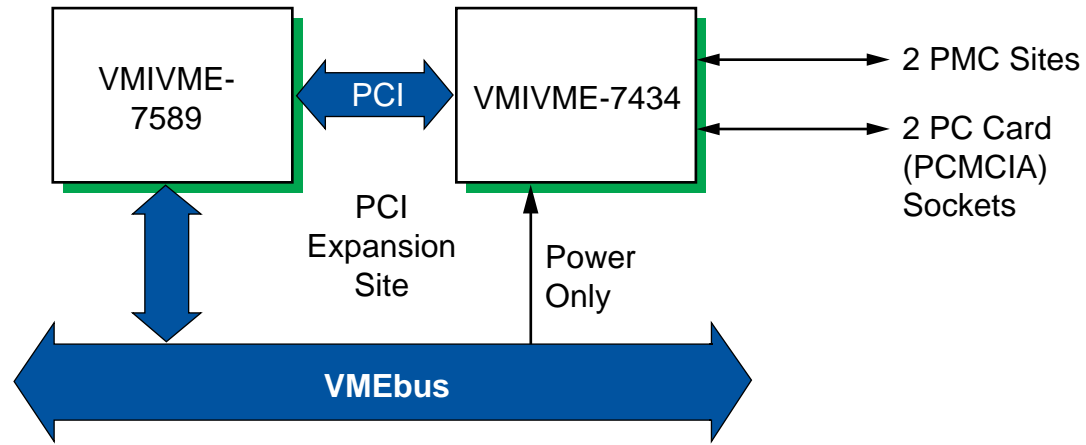 VMIVME-
7589
PCI
VMIVME-7434
2 PMC Sites
2 PC Card
(PCMCIA)
Sockets
PCI
Expansion
Site
Power
Only
VMEbus